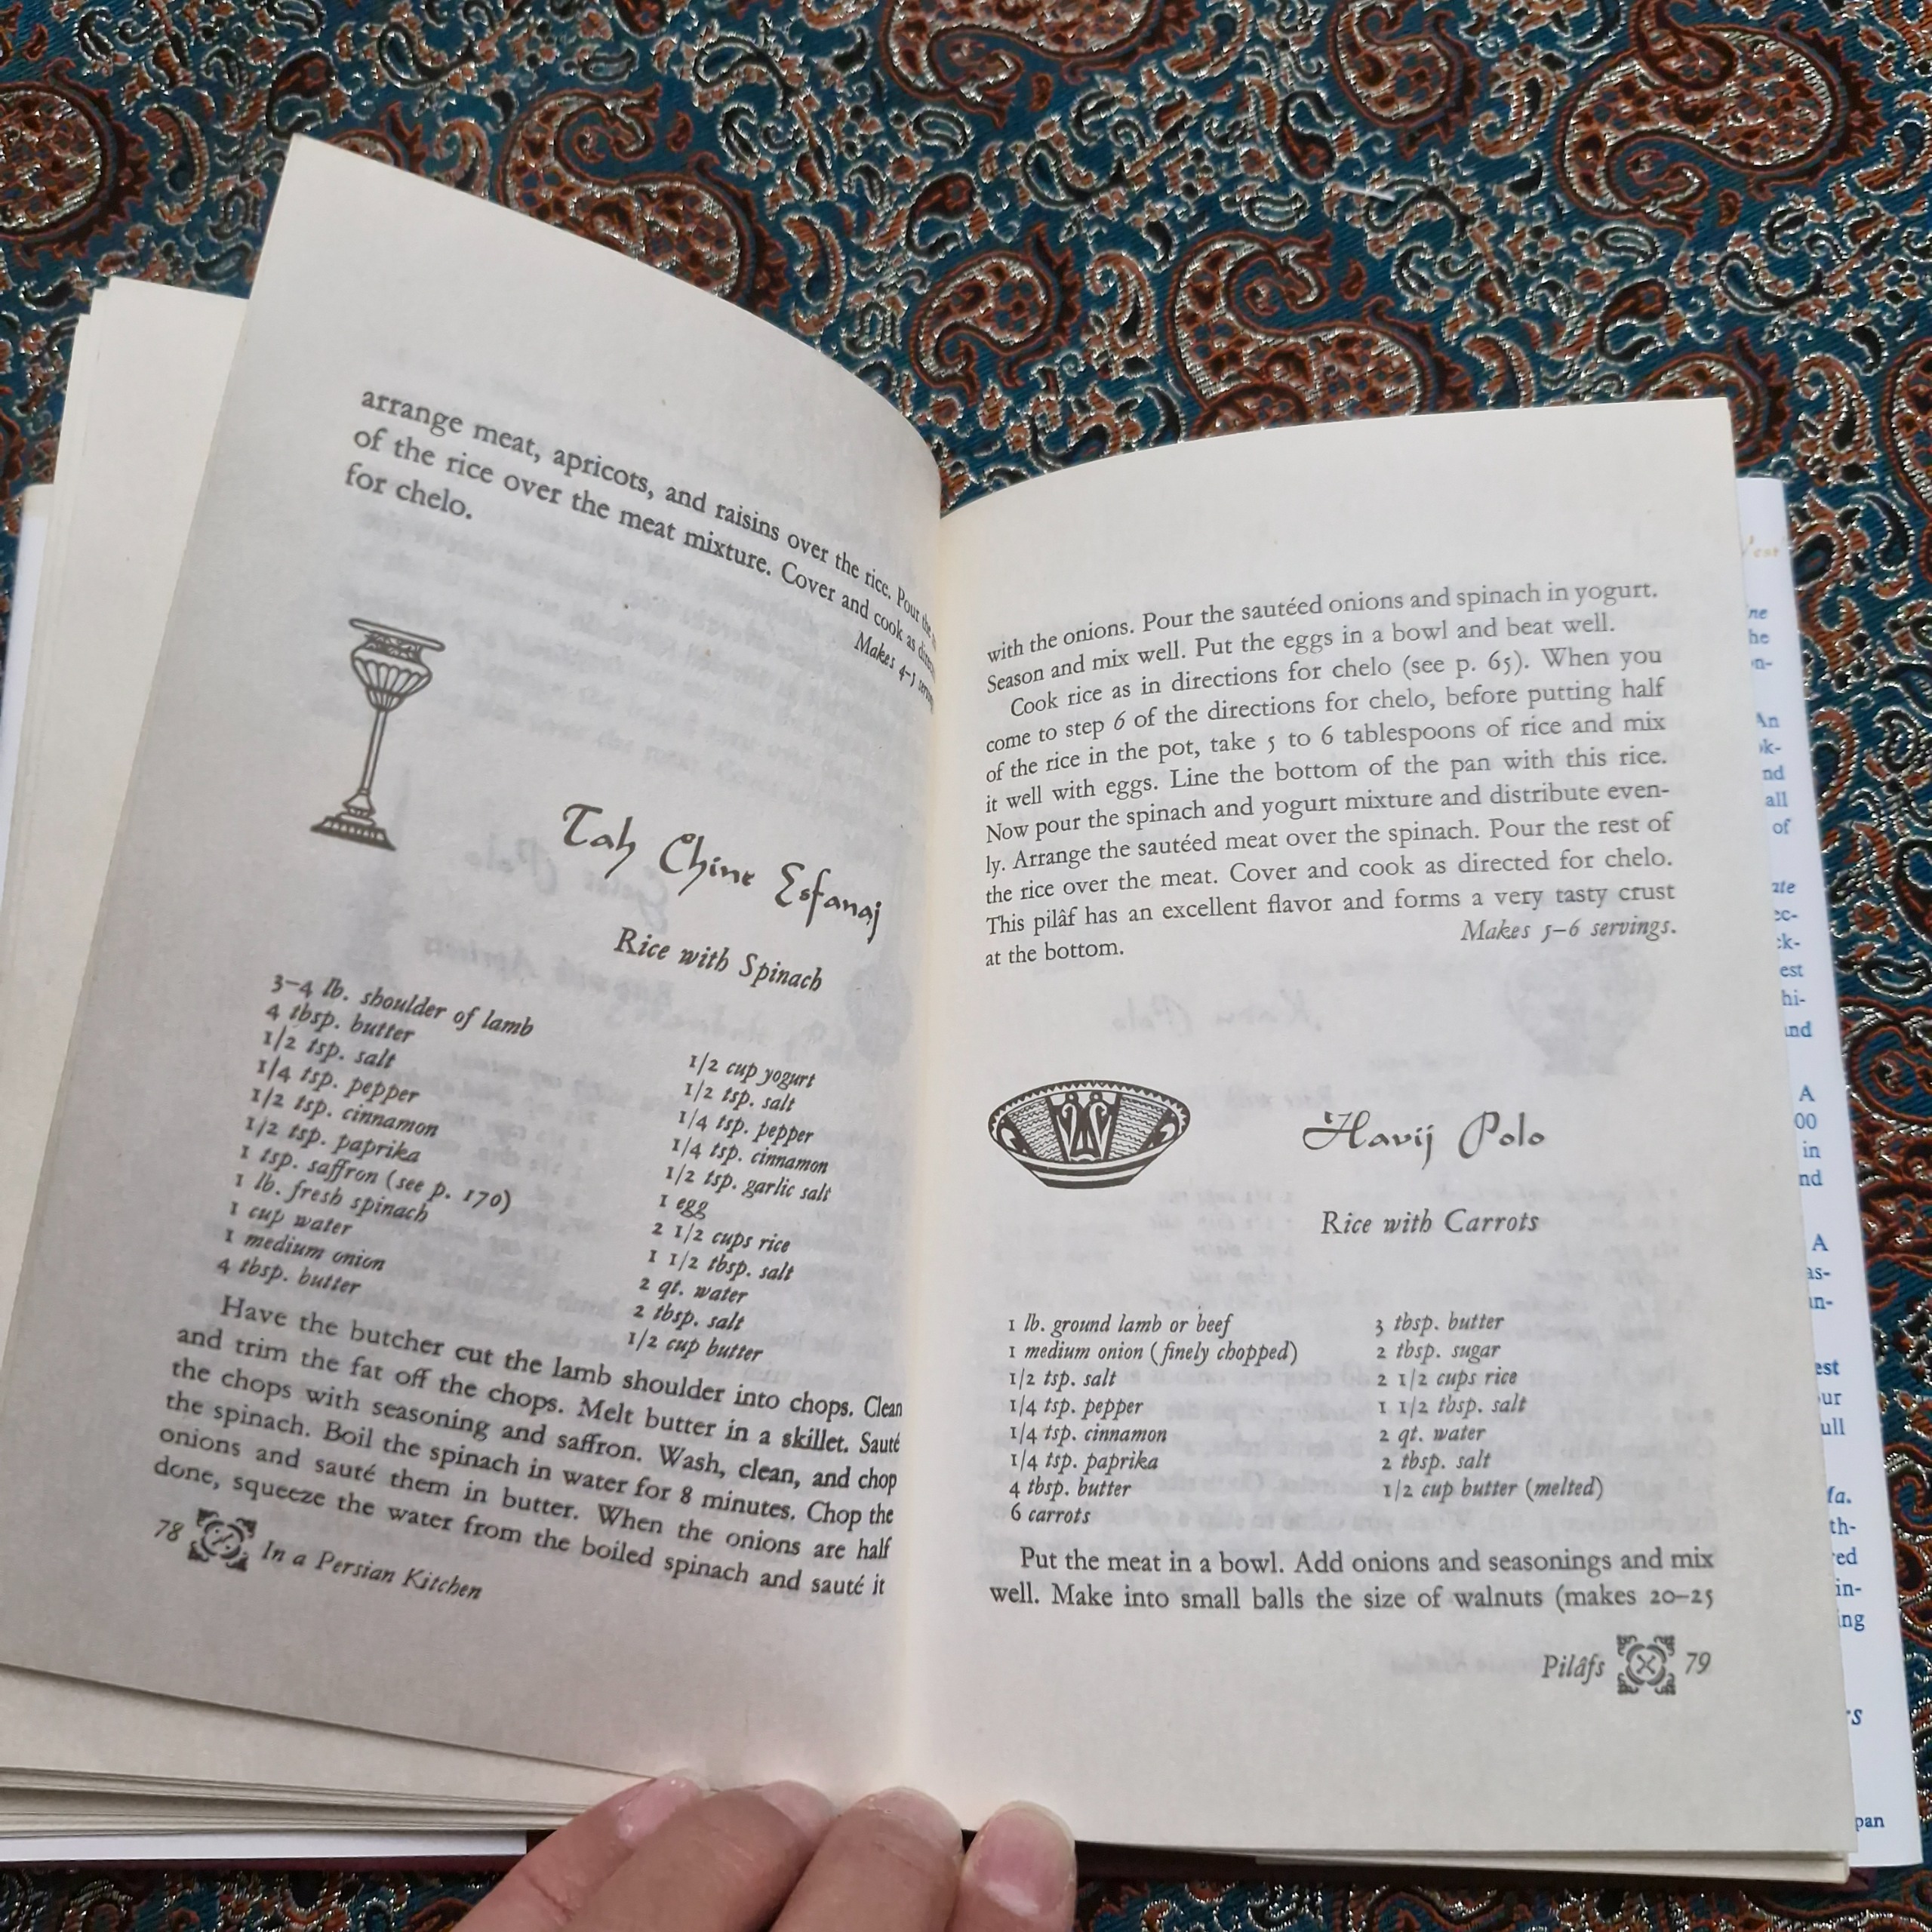 arrange meat, apricots, and raisins over the rice. Pour the
of the rice over the meat mixture. Cover and cook as
for chelo.
Makes 4-5
Tah Chine Esfanaj
Rice with Spinach
3-4 lb. shoulder of lamb
4 tbsp. butter
1/2 tsp. salt
1/4 tsp. pepper
1/2 tsp. cinnamon
1/2 tsp. paprika
1 tsp. saffron (see p. 170)
1 lb. fresh spinach
1 cup water
1 medium onion
4 tbsp. butter
1/2 cup yogurt
1/2 tsp. salt
1/4 tsp. pepper
1/4 tsp. cinnamon
1/2 tsp. garlic salt
1 egg
2 1/2 cups rice
1 1/2 tbsp. salt
2 qt. water
2 tbsp. salt
1/2 cup butter
Have the butcher cut the lamb shoulder into chops. Clean
and trim the fat off the chops. Melt butter in a skillet. Sauté
the chops with seasoning and saffron. Wash, clean, and chop
the spinach. Boil the spinach in water for 8 minutes. Chop the
onions and sauté them in butter. When the onions are half
done, squeeze the water from the boiled spinach and sauté it
78 In a Persian Kitchen
with the onions. Pour the sautéed onions and spinach in yogurt.
Season and mix well. Put the eggs in a bowl and beat well.
Cook rice as in directions for chelo (see p. 65). When you
come to step 6 of the directions for chelo, before putting half
of the rice in the pot, take 5 to 6 tablespoons of rice and mix
it well with eggs. Line the bottom of the pan with this rice.
Now pour the spinach and yogurt mixture and distribute even-
ly. Arrange the sautéed meat over the spinach. Pour the rest of
the rice over the meat. Cover and cook as directed for chelo.
This pilâf has an excellent flavor and forms a very tasty crust
at the bottom.
Makes 5-6 servings.
Havij Polo
Rice with Carrots
1 lb. ground lamb or beef
1 medium onion (finely chopped)
1/2 tsp. salt
1/4 tsp. pepper
1/4 tsp. cinnamon
1/4 tsp. paprika
4 tbsp. butter
6 carrots
3 tbsp. butter
2 tbsp. sugar
2 1/2 cups rice
1 1/2 tbsp. salt
2 qt. water
2 tbsp. salt
1/2 cup butter (melted)
Put the meat in a bowl. Add onions and seasonings and mix
well. Make into small balls the size of walnuts (makes 20-25
Pilâfs 79